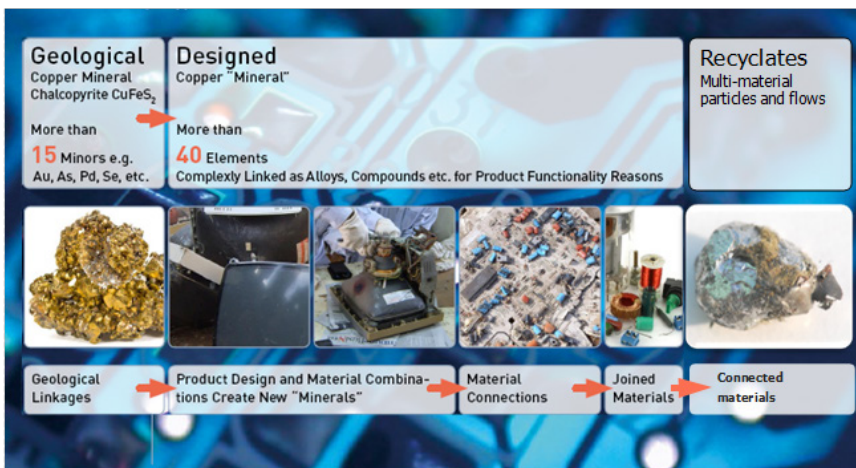 Geological
Copper Mineral
Chalcopyrite CuFeS₂
More than
15 Minors e.g.
Au, As, Pd, Se, etc.
Designed
Copper "Mineral"
More than
40 Elements
Complexly Linked as Alloys, Compounds etc. for Product Functionality Reasons
Recyclates
Multi-material
particles and flows
Geological
Linkages
Product Design and Material Combina-
tions Create New "Minerals"
Material
Connections
Joined
Materials
Connected
materials